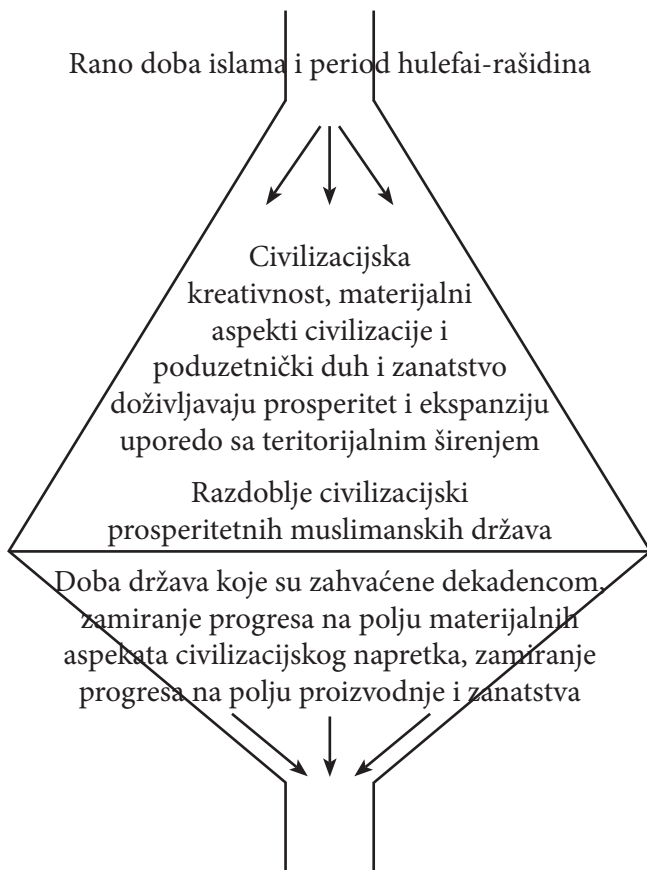 Rano doba islama i period hulefai-rašidina
Civilizacijska
kreativnost, materijalni
aspekti civilizacije i
poduzetnički duh i zanatstvo
doživljavaju prosperitet i ekspanziju
uporedo sa teritorijalnim širenjem
Razdoblje civilizacijski
prosperitetnih muslimanskih država
Doba država koje su zahvaćene dekadencom,
zamiranje progresa na polju materijalnih
aspekata civilizacijskog napretka, zamiranje
progresa na polju proizvodnje i zanatstva